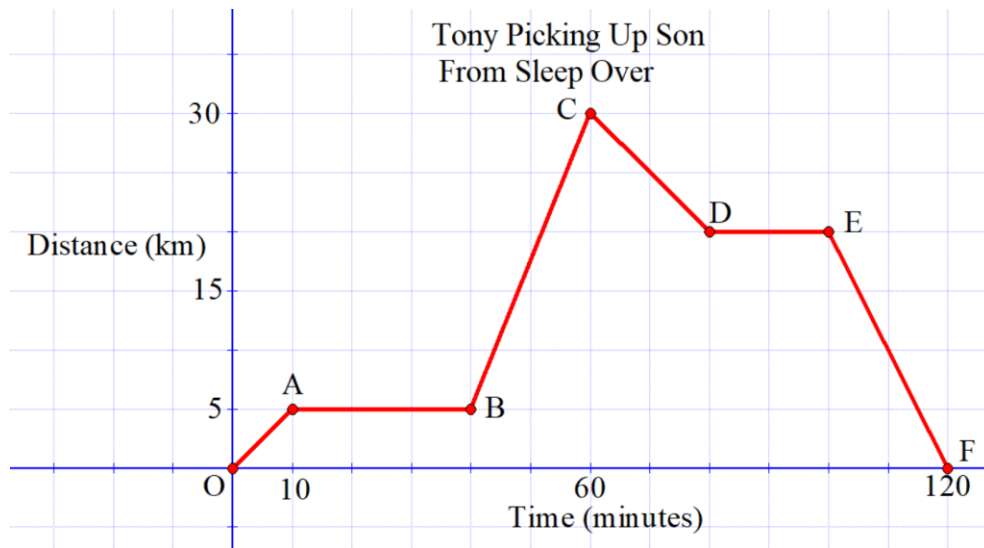 Tony Picking Up Son
From Sleep Over
C
30
D
E
Distance (km)
15
A
5
B
F
O
10
60
120
Time (minutes)